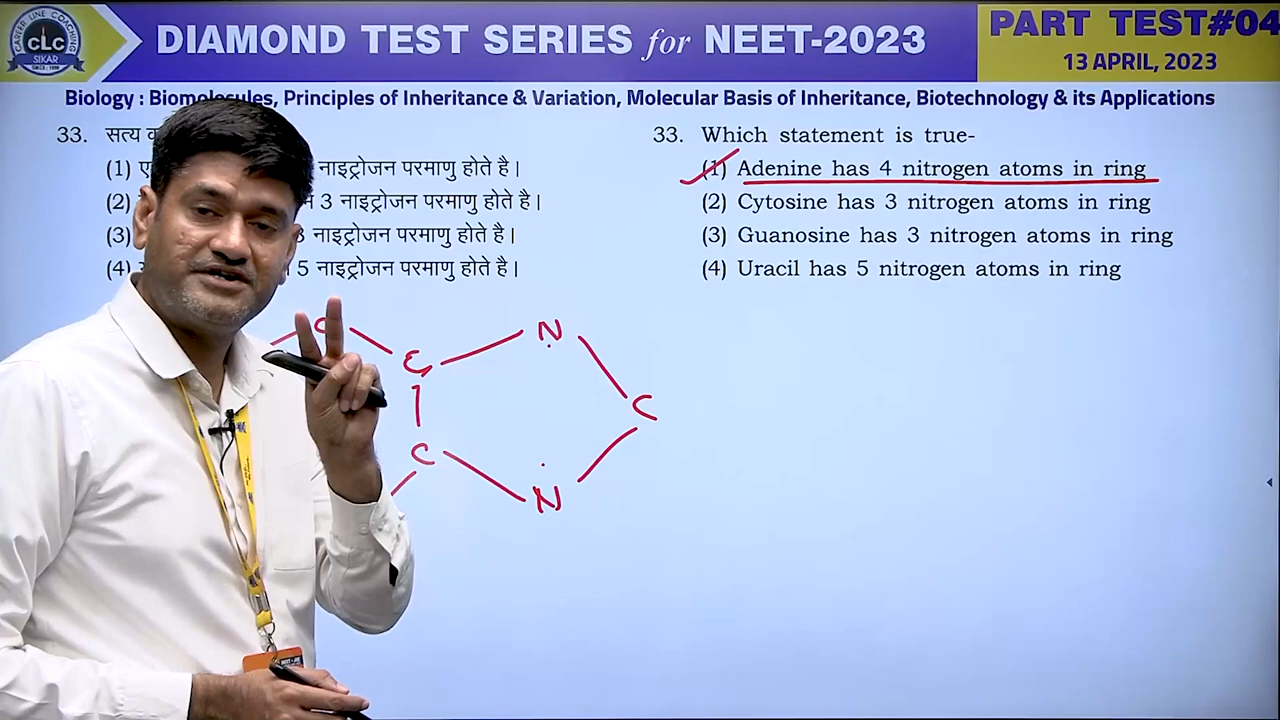 CAREER LINE COACHING
CLC
SIKAR
SINCE : 1996
DIAMOND TEST SERIES for NEET-2023
PART TEST#04
13 APRIL, 2023
Biology : Biomolecules, Principles of Inheritance & Variation, Molecular Basis of Inheritance, Biotechnology & its Applications
33. सत्य
(1) नाइट्रोजन परमाणु होते है।
(2) 3 नाइट्रोजन परमाणु होते है।
(3) नाइट्रोजन परमाणु होते है।
(4) 5 नाइट्रोजन परमाणु होते है।
33. Which statement is true-
(1) Adenine has 4 nitrogen atoms in ring
(2) Cytosine has 3 nitrogen atoms in ring
(3) Guanosine has 3 nitrogen atoms in ring
(4) Uracil has 5 nitrogen atoms in ring
C N
C
C
N